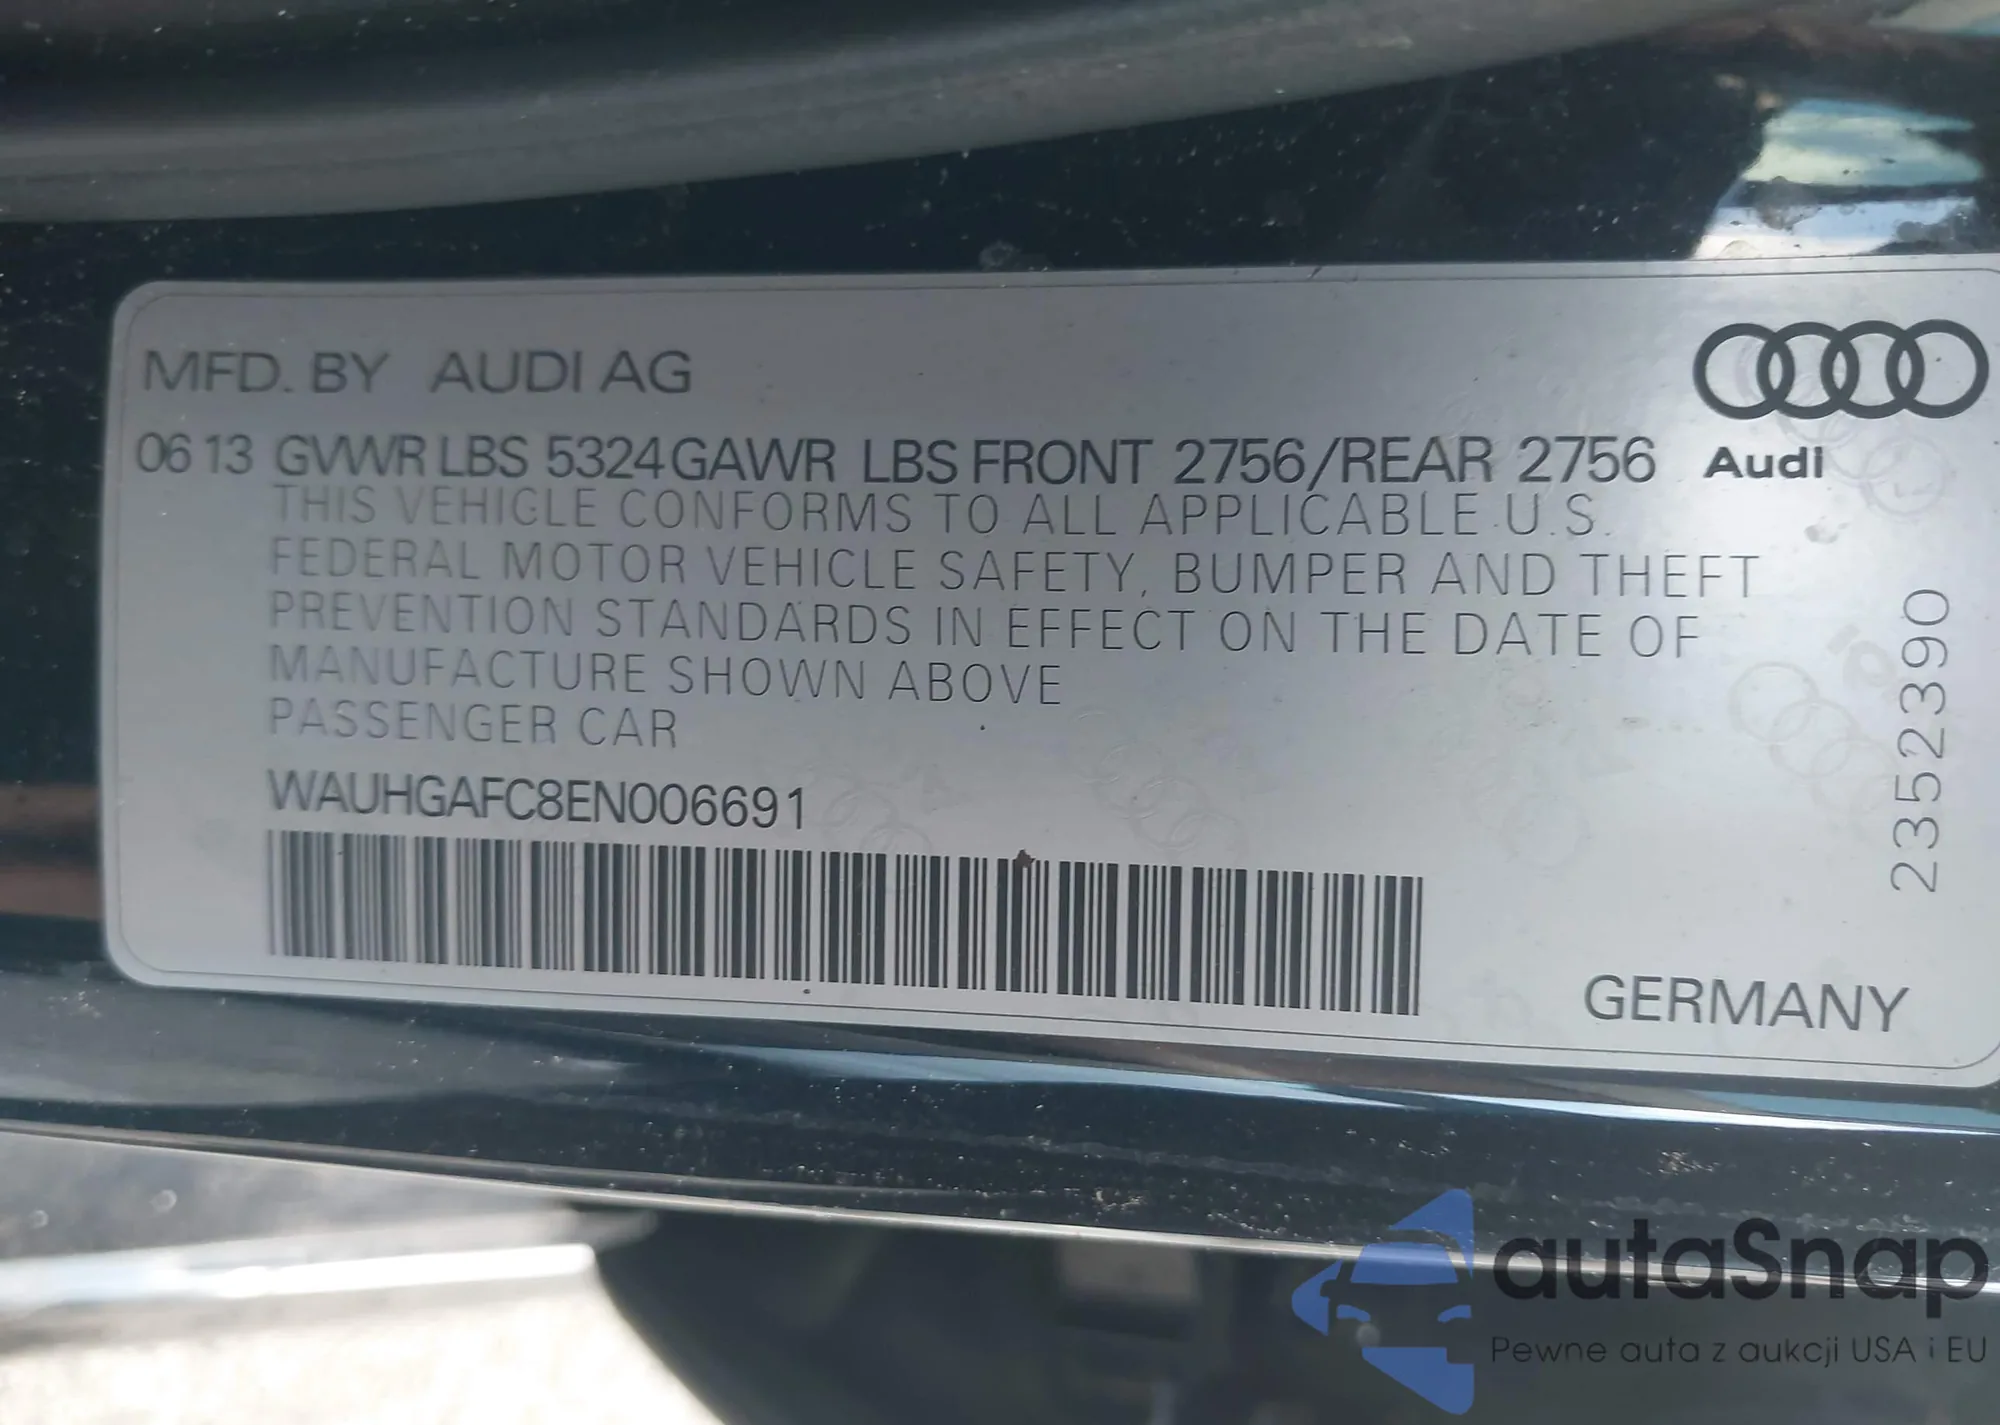 MFD. BY AUDI AG
06 13 GVWR LBS 5324 GAWR LBS FRONT 2756/REAR 2756
Audi
THIS VEHICLE CONFORMS TO ALL APPLICABLE U.S.
FEDERAL MOTOR VEHICLE SAFETY, BUMPER AND THEFT
PREVENTION STANDARDS IN EFFECT ON THE DATE OF
MANUFACTURE SHOWN ABOVE
PASSENGER CAR
WAUHGAFC8EN006691
2352390
GERMANY
autaSnap
Pewne auta z aukcji USA i EU